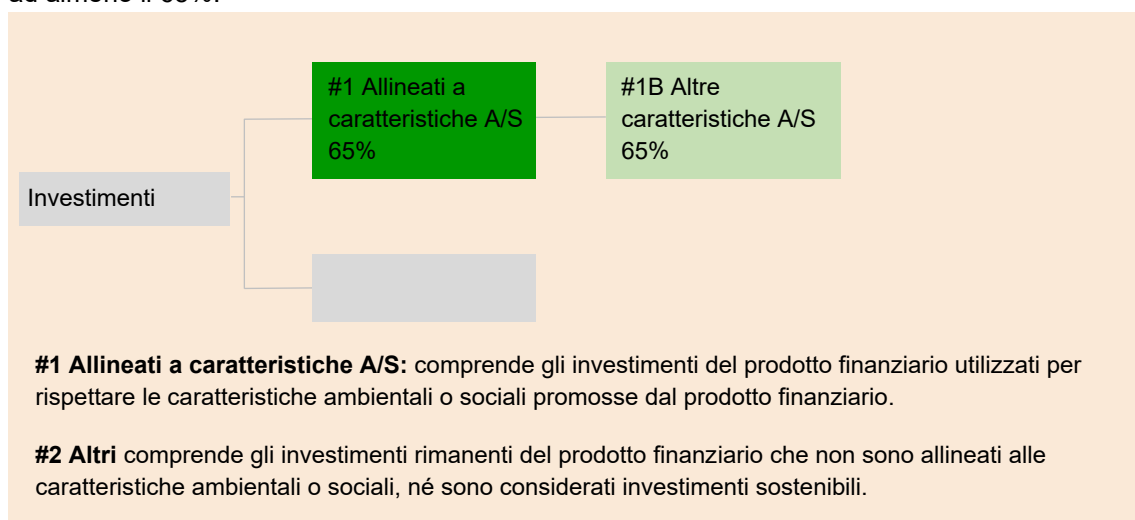 #1 Allineati a
caratteristiche A/S
65%
#1B Altre
caratteristiche A/S
65%
Investimenti
#1 Allineati a caratteristiche A/S: comprende gli investimenti del prodotto finanziario utilizzati per
rispettare le caratteristiche ambientali o sociali promosse dal prodotto finanziario.
#2 Altri comprende gli investimenti rimanenti del prodotto finanziario che non sono allineati alle
caratteristiche ambientali o sociali, né sono considerati investimenti sostenibili.